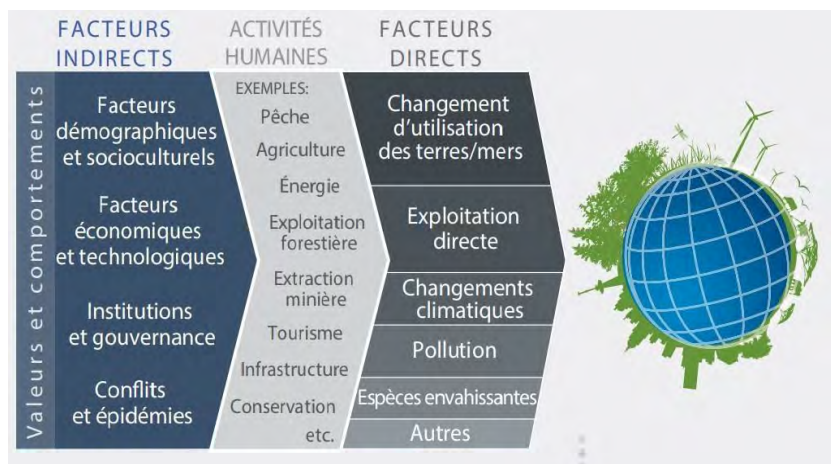 FACTEURS
INDIRECTS
Valeurs et comportements
Facteurs
démographiques
et socioculturels
Facteurs
économiques
et technologiques
Institutions
et gouvernance
Conflits
et épidémies
ACTIVITÉS
HUMAINES
EXEMPLES:
Pêche
Agriculture
Énergie
Exploitation
forestière
Extraction
minière
Tourisme
Infrastructure
Conservation
etc.
FACTEURS
DIRECTS
Changement
d'utilisation
des terres/mers
Exploitation
directe
Changements
climatiques
Pollution
Espèces envahissantes
Autres